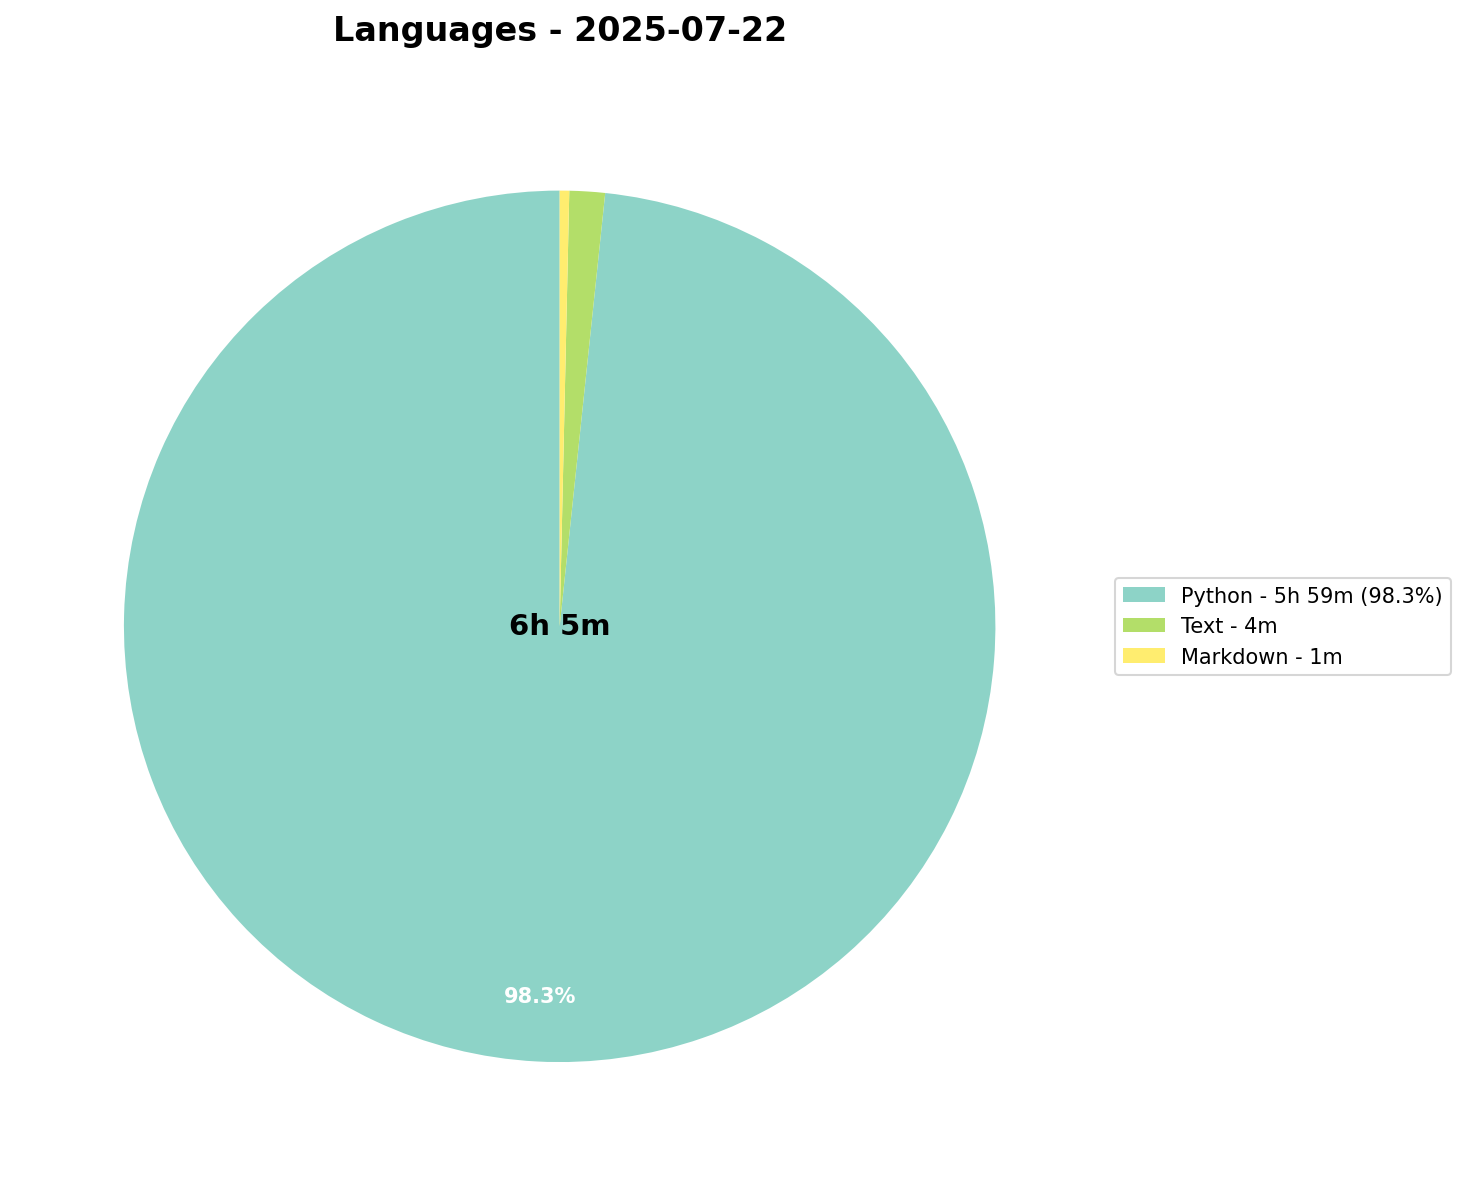 Languages - 2025-07-22
6h 5m
98.3%
Python - 5h 59m (98.3%)
Text - 4m
Markdown - 1m